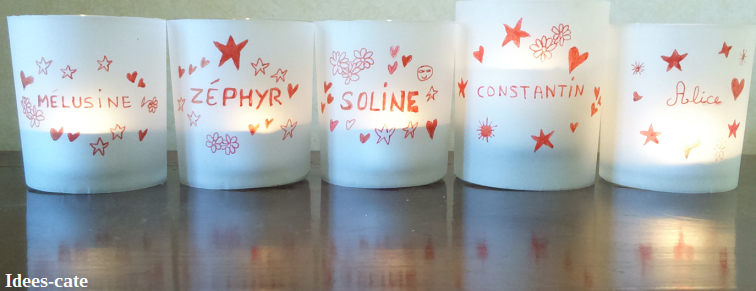 MÉLUSINE
ZÉPHYR
SOLINE
CONSTANTIN
Alice
Idees-cate